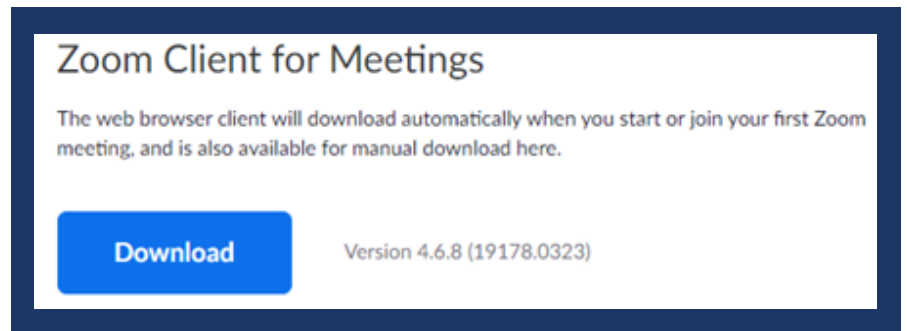 Zoom Client for Meetings
The web browser client will download automatically when you start or join your first Zoom
meeting, and is also available for manual download here.
Download
Version 4.6.8 (19178.0323)